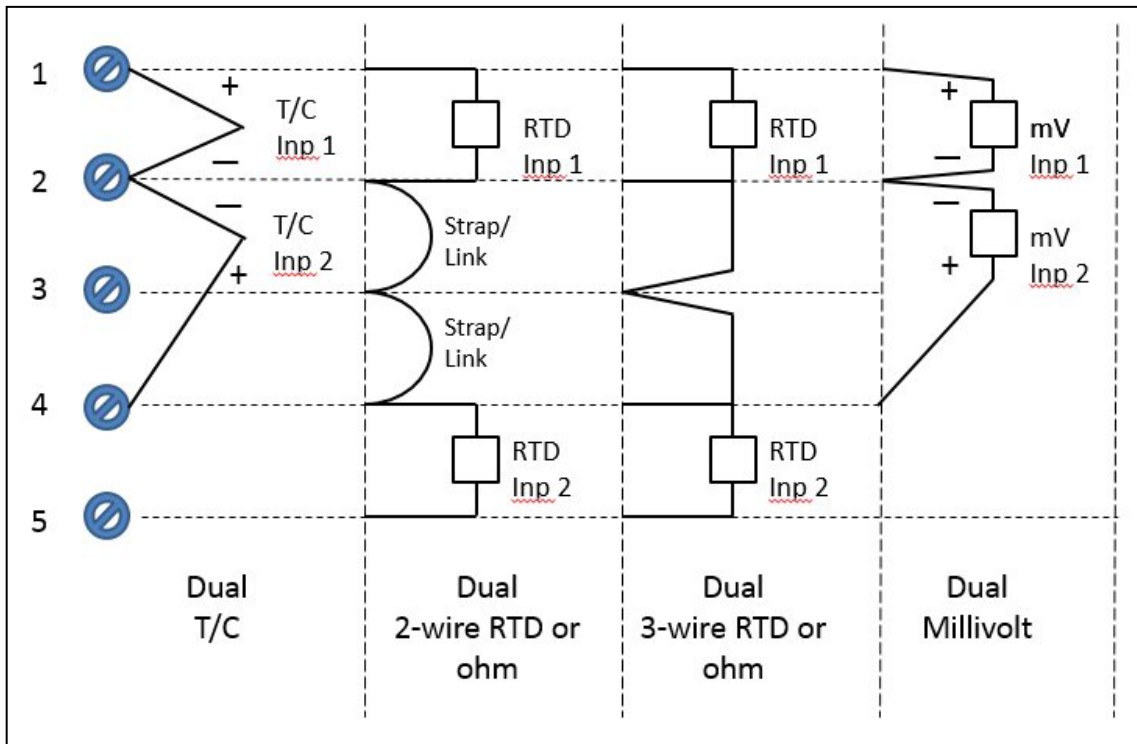 1
2
3
4
5
+
T/C
Inp 1
—
—
T/C
Inp 2
+
RTD
Inp 1
Strap/
Link
Strap/
Link
RTD
Inp 2
RTD
Inp 1
RTD
Inp 2
+
mV
Inp 1
—
—
mV
Inp 2
+
Dual
T/C
Dual
2-wire RTD or
ohm
Dual
3-wire RTD or
ohm
Dual
Millivolt